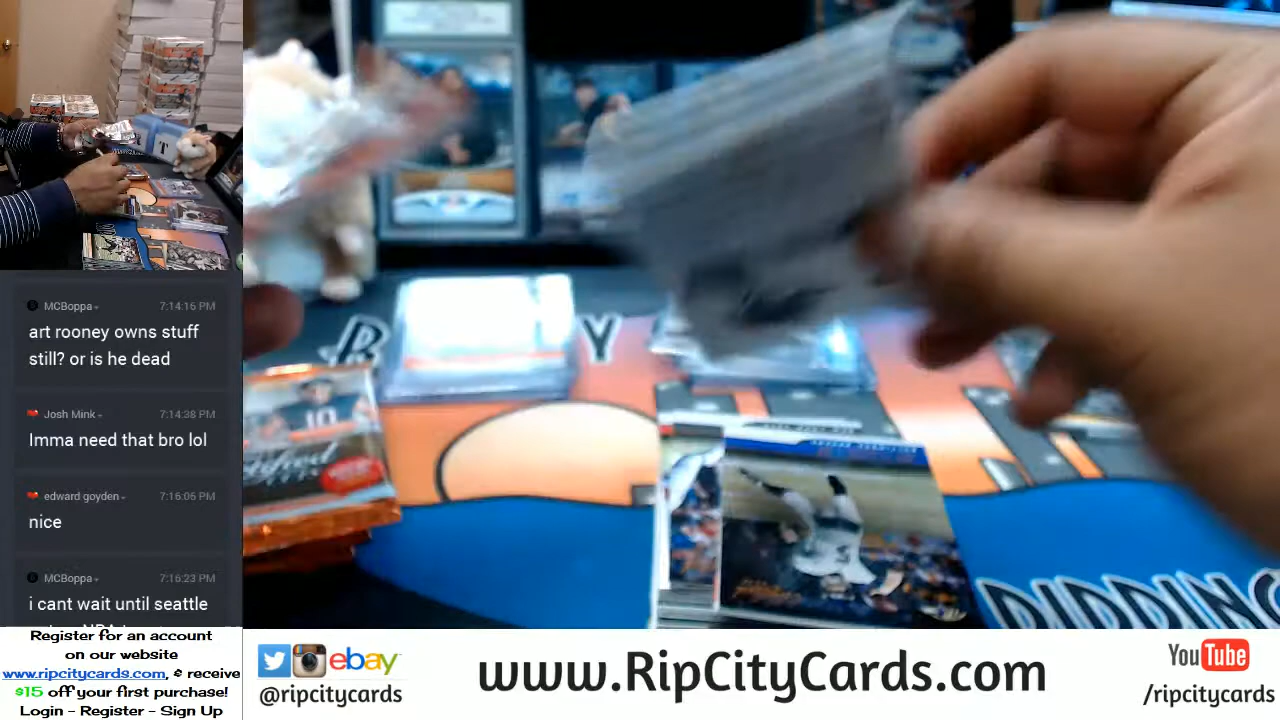 MCBoppa 7:14:16 PM
art rooney owns stuff
still? or is he dead
Josh Mink 7:14:38 PM
Imma need that bro lol
edward goyden 7:16:06 PM
nice
MCBoppa 7:16:23 PM
i cant wait until seattle
Register for an account
on our website
www.ripcitycards.com, & receive
$15 off your first purchase!
Login - Register - Sign Up
ebay
@ripcitycards
www.RipCityCards.com
YouTube
/ripcitycards
R
Y
BIDDING
10
T